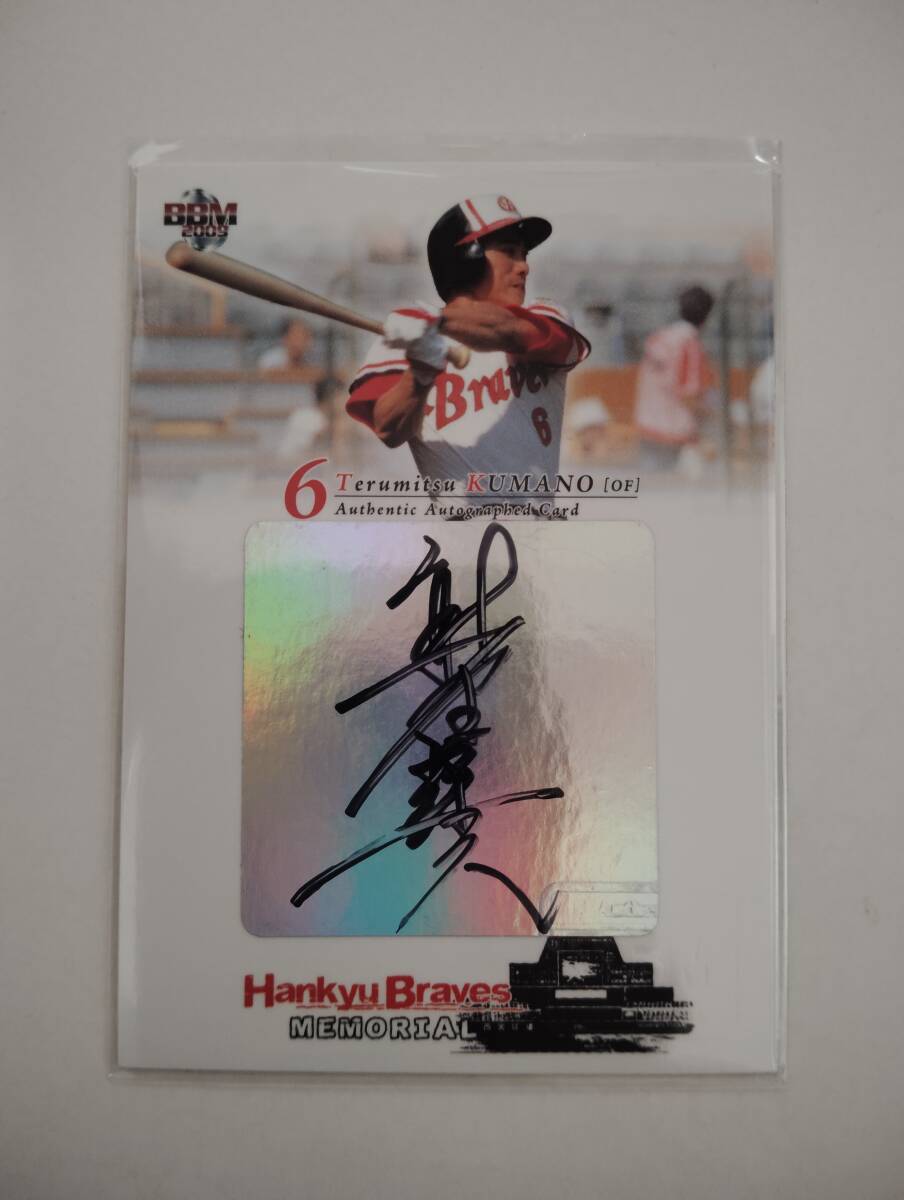 BBM
2009
Braves
6
6 Terumitsu KUMANO [OF]
Authentic Autographed Card
Hankyu Braves
MEMORIAL